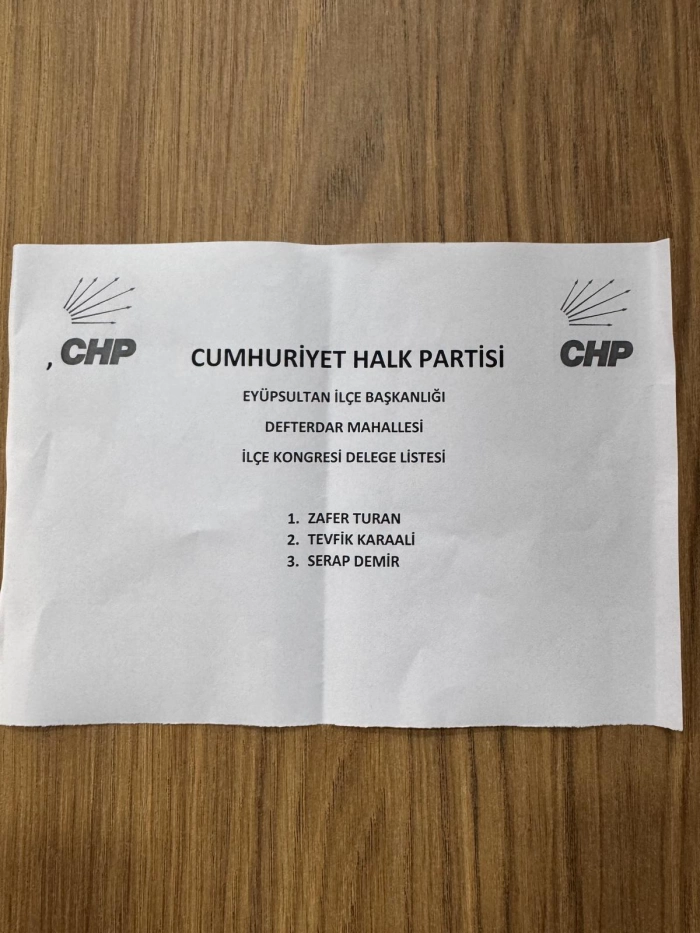 , CHP CUMHURİYET HALK PARTİSİ CHP
EYÜPSULTAN İLÇE BAŞKANLIĞI
DEFTERDAR MAHALLESİ
İLÇE KONGRESİ DELEGE LİSTESİ
1. ZAFER TURAN
2. TEVFİK KARAALİ
3. SERAP DEMİR